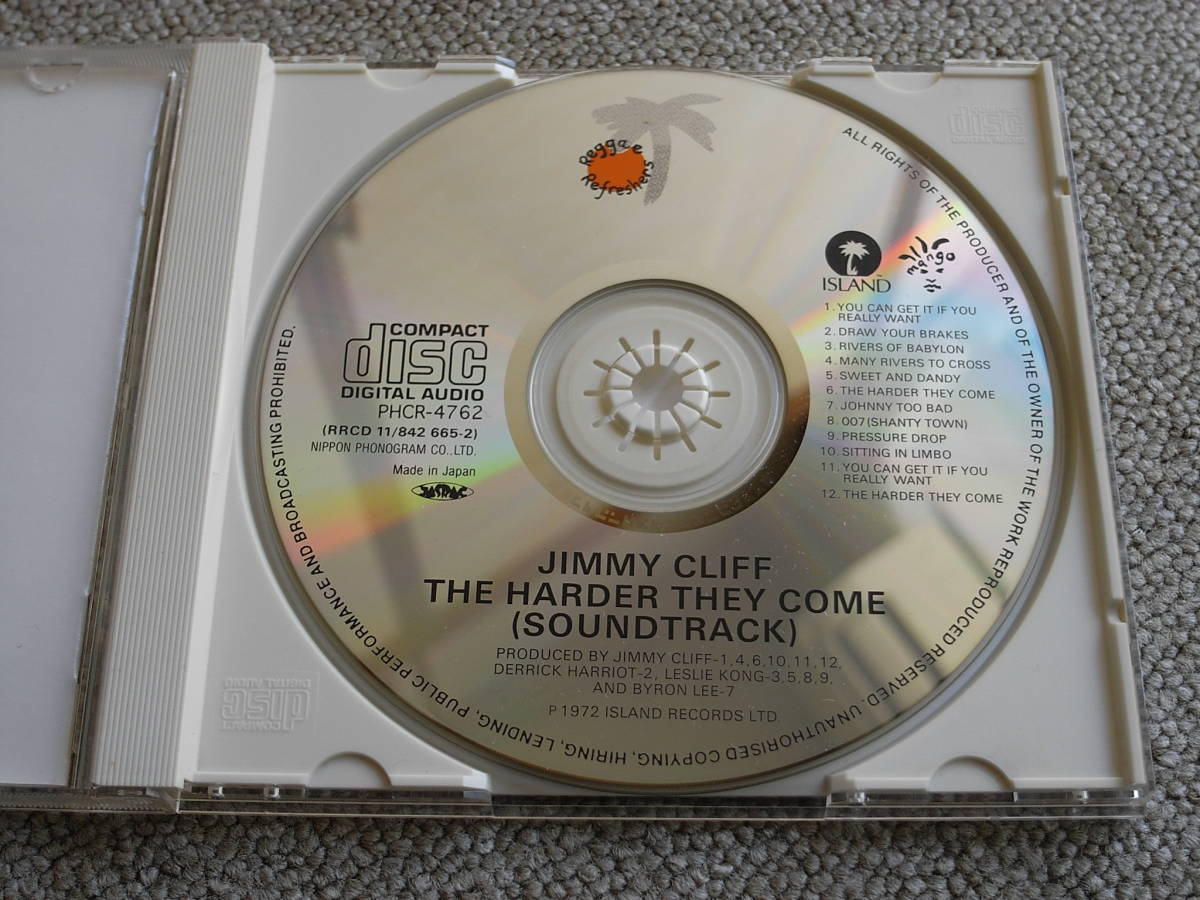 Reggae
Refreshers
ALL RIGHTS OF THE PRODUCER AND OF THE OWNER OF THE WORK REPRODUCED RESERVED. UNAUTHORISED COPYING, HIRING, LENDING, PUBLIC PERFORMANCE AND BROADCASTING PROHIBITED.
ISLAND
TM
mango
COMPACT
disc
DIGITAL AUDIO
PHCR-4762
(RRCD 11/842 665-2)
NIPPON PHONOGRAM CO.,LTD.
Made in Japan
JASRAC
1. YOU CAN GET IT IF YOU
REALLY WANT
2. DRAW YOUR BRAKES
3. RIVERS OF BABYLON
4. MANY RIVERS TO CROSS
5. SWEET AND DANDY
6. THE HARDER THEY COME
7. JOHNNY TOO BAD
8. 007(SHANTY TOWN)
9. PRESSURE DROP
10. SITTING IN LIMBO
11. YOU CAN GET IT IF YOU
REALLY WANT
12. THE HARDER THEY COME
JIMMY CLIFF
THE HARDER THEY COME
(SOUNDTRACK)
PRODUCED BY JIMMY CLIFF-1,4,6,10,11,12,
DERRICK HARRIOT-2, LESLIE KONG-3,5,8,9,
AND BYRON LEE-7
P 1972 ISLAND RECORDS LTD.
COMPACT
disc
DIGITAL AUDIO
COMPACT
disc
DIGITAL AUDIO